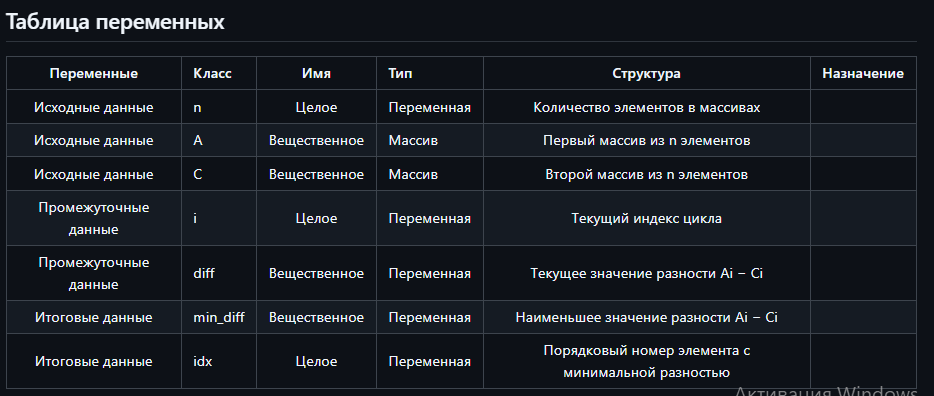 Таблица переменных
Переменные Класс Имя Тип Структура Назначение
Исходные данные n Целое Переменная Количество элементов в массивах
Исходные данные A Вещественное Массив Первый массив из n элементов
Исходные данные C Вещественное Массив Второй массив из n элементов
Промежуточные
данные i Целое Переменная Текущий индекс цикла
Промежуточные
данные diff Вещественное Переменная Текущее значение разности Ai − Ci
Итоговые данные min_diff Вещественное Переменная Наименьшее значение разности Ai − Ci
Итоговые данные idx Целое Переменная Порядковый номер элемента с
минимальной разностью
Активация Windows